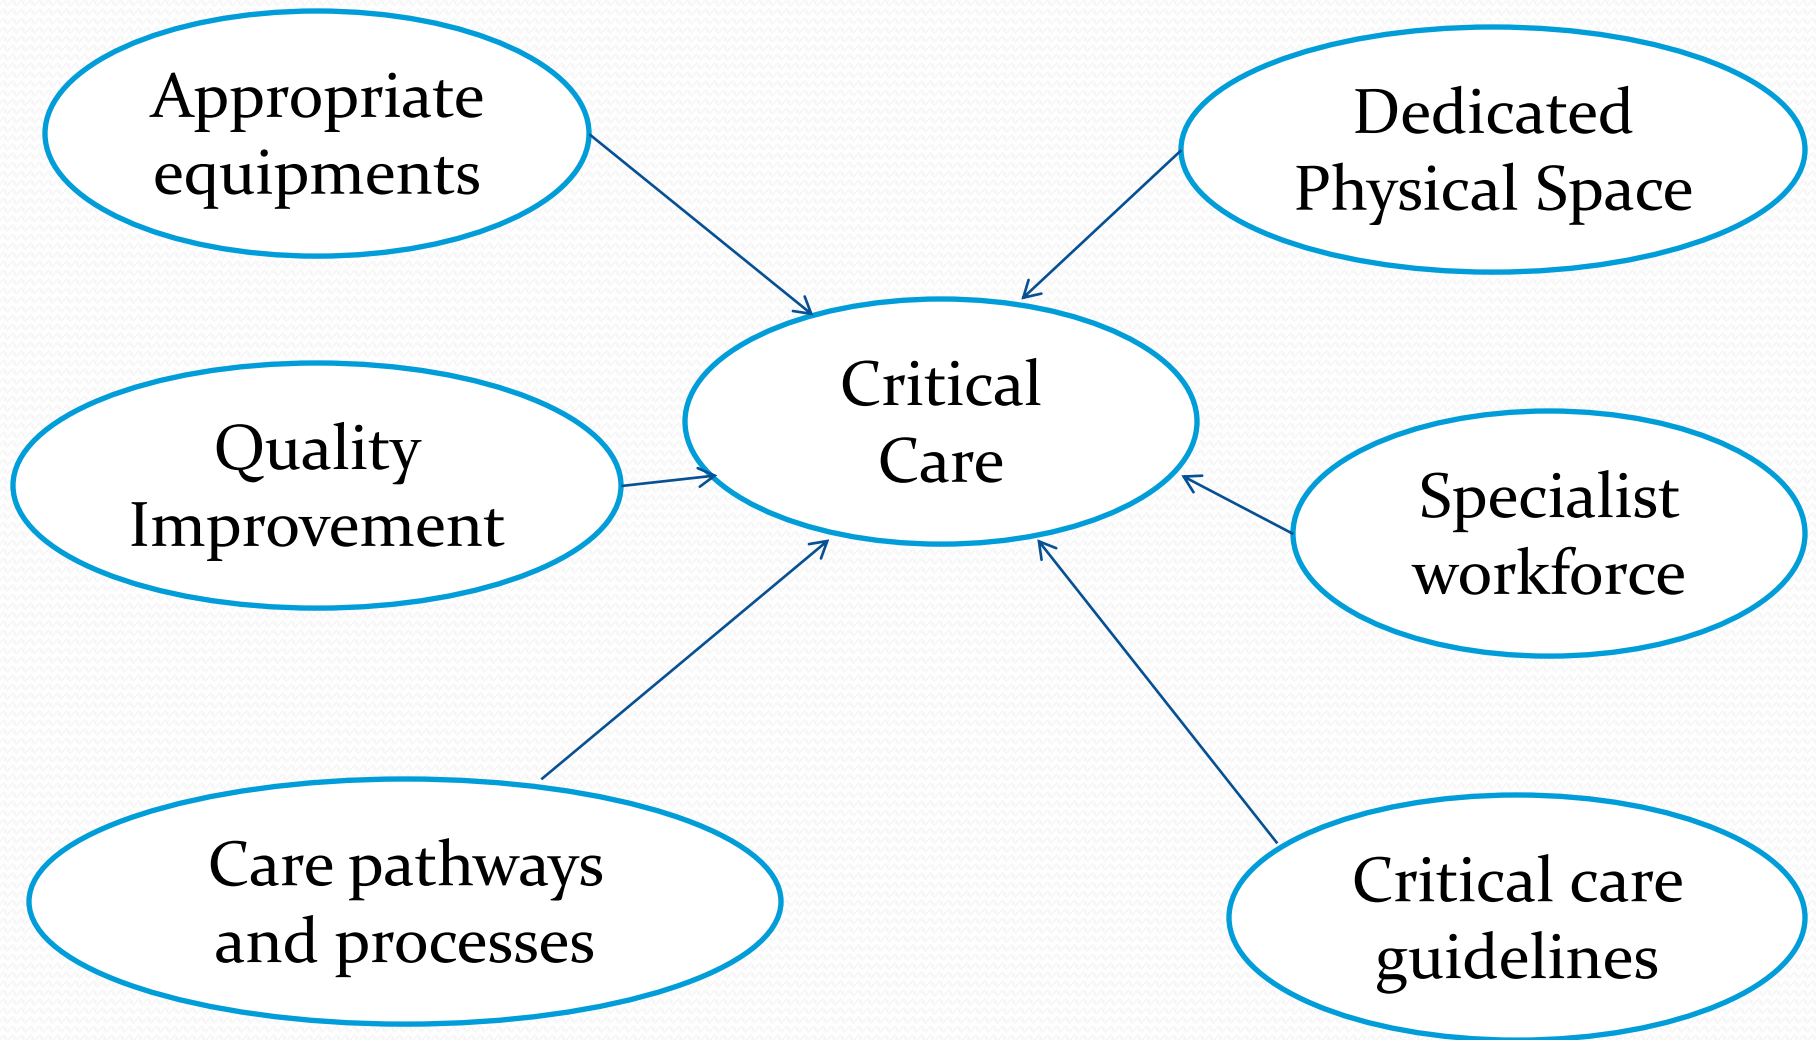 Appropriate
equipments
Dedicated
Physical Space
Critical
Care
Quality
Improvement
Specialist
workforce
Care pathways
and processes
Critical care
guidelines